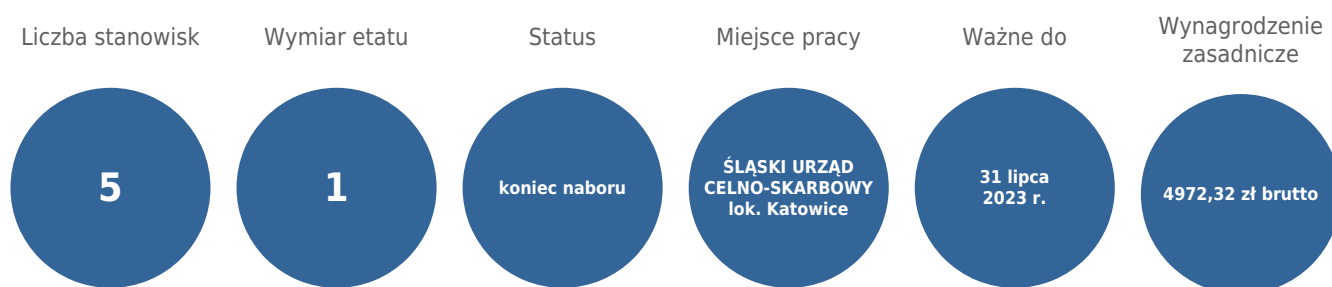 Liczba stanowisk
5
Wymiar etatu
1
Status
koniec naboru
Miejsce pracy
ŚLĄSKI URZĄD
CELNO-SKARBOWY
lok. Katowice
Ważne do
31 lipca
2023 r.
Wynagrodzenie
zasadnicze
4972,32 zł brutto